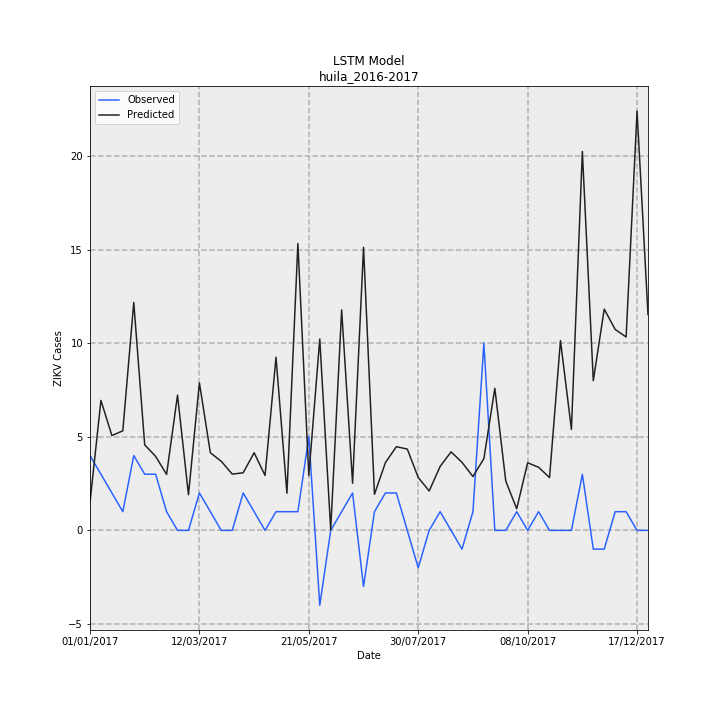 LSTM Model
huila_2016-2017
Observed
Predicted
20
15
10
5
0
−5
ZIKV Cases
01/01/2017
12/03/2017
21/05/2017
30/07/2017
08/10/2017
17/12/2017
Date